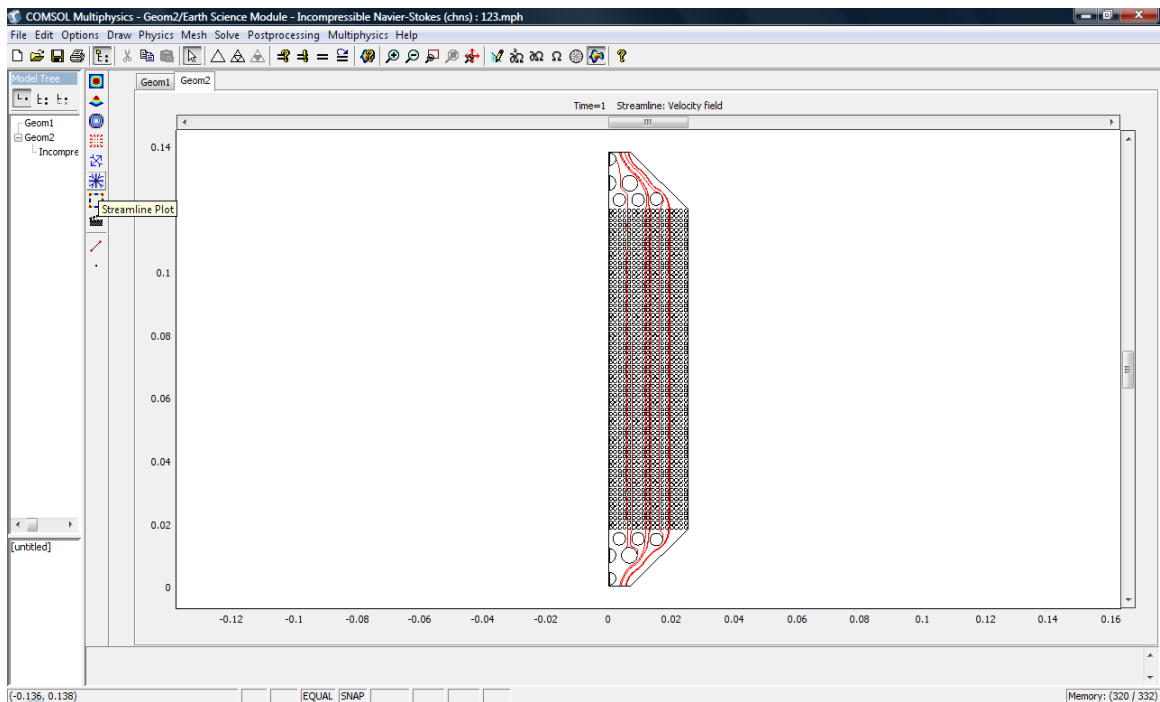 COMSOL Multiphysics - Geom2/Earth Science Module - Incompressible Navier-Stokes (chns) : 123.mph
File Edit Options Draw Physics Mesh Solve Postprocessing Multiphysics Help
Model Tree
Geom1 Geom2
Time=1 Streamline: Velocity field
Geom1
Geom2
Incompre
Streamline Plot
0.14
0.1
0.08
0.06
0.04
0.02
0
[untitled]
-0.12 -0.1 -0.08 -0.06 -0.04 -0.02 0 0.02 0.04 0.06 0.08 0.1 0.12 0.14 0.16
(-0.136, 0.138) EQUAL SNAP Memory: (320 / 332)